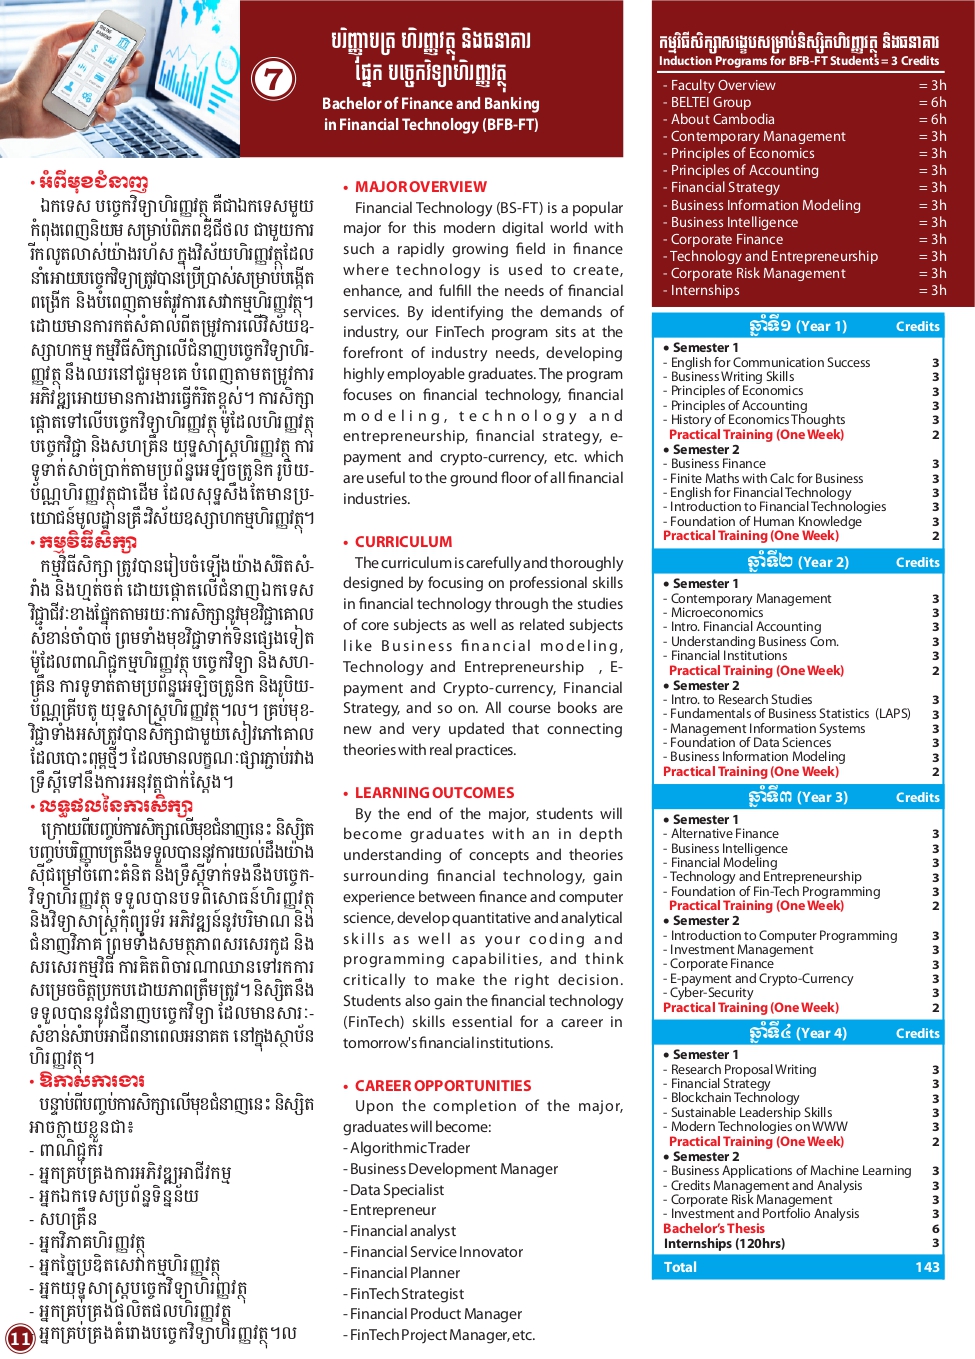 បរិញ្ញាបត្រ ហិរញ្ញវត្ថុ និងធនាគារ
ផ្នែក បច្ចេកវិទ្យាហិរញ្ញវត្ថុ
7
Bachelor of Finance and Banking
in Financial Technology (BFB-FT)
• អំពីមុខជំនាញ
ឯកទេស បច្ចេកវិទ្យាហិរញ្ញវត្ថុ គឺជាឯកទេសមួយ
កំពុងពេញនិយម សម្រាប់ពិភពឌីជីថល ជាមួយការ
រីកលូតលាស់យ៉ាងរហ័ស ក្នុងវិស័យហិរញ្ញវត្ថុដែល
នាំអោយបច្ចេកវិទ្យាត្រូវបានប្រើប្រាស់សម្រាប់បង្កើត
ពង្រីក និងបំពេញតាមតំរូវការសេវាកម្មហិរញ្ញវត្ថុ។
ដោយមានការកត់សំគាល់ពីតម្រូវការលើវិស័យឧ-
ស្សាហកម្ម កម្មវិធីសិក្សាលើជំនាញបច្ចេកវិទ្យាហិរ-
ញ្ញវត្ថុ នឹងឈរនៅជួរមុខគេ បំពេញតាមតម្រូវការ
អភិវឌ្ឍអោយមានការងារធ្វើកំរិតខ្ពស់។ ការសិក្សា
ផ្តោតទៅលើបច្ចេកវិទ្យាហិរញ្ញវត្ថុ ម៉ូដែលហិរញ្ញវត្ថុ
បច្ចេកវិជ្ជា និងសហគ្រឹន យុទ្ធសាស្ត្រហិរញ្ញវត្ថុ ការ
ទូទាត់សាច់ប្រាក់តាមប្រព័ន្ធអេឡិចត្រូនិក រូបិយ-
ប័ណ្ណហិរញ្ញវត្ថុជាដើម ដែលសុទ្ធសឹងតែមានប្រ-
យោជន៍មូលដ្ឋានគ្រឹះវិស័យឧស្សាហកម្មហិរញ្ញវត្ថុ។
• កម្មវិធីសិក្សា
កម្មវិធីសិក្សា ត្រូវបានរៀបចំឡើងយ៉ាងសំរិតសំ-
រាំង និងហ្មត់ចត់ ដោយផ្តោតលើជំនាញឯកទេស
វិជ្ជាជីវៈខាងផ្នែកតាមរយៈការសិក្សានូវមុខវិជ្ជាគោល
សំខាន់ចាំបាច់ ព្រមទាំងមុខវិជ្ជាទាក់ទិនផ្សេងទៀត
ម៉ូដែលពាណិជ្ជកម្មហិរញ្ញវត្ថុ បច្ចេកវិទ្យា និងសហ-
គ្រឹន ការទូទាត់តាមប្រព័ន្ធអេឡិចត្រូនិក និងរូបិយ-
ប័ណ្ណគ្រីបតូ យុទ្ធសាស្ត្រហិរញ្ញវត្ថុ។ល។ គ្រប់មុខ-
វិជ្ជាទាំងអស់ត្រូវបានសិក្សាជាមួយសៀវភៅគោល
ដែលបោះពុម្ពថ្មីៗ ដែលមានលក្ខណៈផ្សារភ្ជាប់រវាង
ទ្រឹស្តីទៅនឹងការអនុវត្តជាក់ស្តែង។
• លទ្ធផលនៃការសិក្សា
ក្រោយពីបញ្ចប់ការសិក្សាលើមុខជំនាញនេះ និស្សិត
បញ្ចប់បរិញ្ញាបត្រនឹងទទួលបាននូវការយល់ដឹងយ៉ាង
ស៊ីជម្រៅចំពោះគំនិត និងទ្រឹស្តីទាក់ទងនឹងបច្ចេក-
វិទ្យាហិរញ្ញវត្ថុ ទទួលបានបទពិសោធន៍ហិរញ្ញវត្ថុ
និងវិទ្យាសាស្ត្រកុំព្យូទ័រ អភិវឌ្ឍន៍នូវបរិមាណ និង
ជំនាញវិភាគ ព្រមទាំងសមត្ថភាពសរសេរកូដ និង
សរសេរកម្មវិធី ការគិតពិចារណាឈានទៅរកការ
សម្រេចចិត្តប្រកបដោយភាពត្រឹមត្រូវ។ និស្សិតនឹង
ទទួលបាននូវជំនាញបច្ចេកវិទ្យា ដែលមានសារៈ-
សំខាន់សំរាប់អាជីពនាពេលអនាគត នៅក្នុងស្ថាប័ន
ហិរញ្ញវត្ថុ។
• ឱកាសការងារ
បន្ទាប់ពីបញ្ចប់ការសិក្សាលើមុខជំនាញនេះ និស្សិត
អាចក្លាយខ្លួនជា៖
- ពាណិជ្ជករ
- អ្នកគ្រប់គ្រងការអភិវឌ្ឍអាជីវកម្ម
- អ្នកឯកទេសប្រព័ន្ធទិន្នន័យ
- សហគ្រឹន
- អ្នកវិភាគហិរញ្ញវត្ថុ
- អ្នកច្នៃប្រឌិតសេវាកម្មហិរញ្ញវត្ថុ
- អ្នកយុទ្ធសាស្ត្របច្ចេកវិទ្យាហិរញ្ញវត្ថុ
- អ្នកគ្រប់គ្រងផលិតផលហិរញ្ញវត្ថុ
- អ្នកគ្រប់គ្រងគំរោងបច្ចេកវិទ្យាហិរញ្ញវត្ថុ។ល
11
• MAJOR OVERVIEW
Financial Technology (BS-FT) is a popular
major for this modern digital world with
such a rapidly growing field in finance
where technology is used to create,
enhance, and fulfill the needs of financial
services. By identifying the demands of
industry, our FinTech program sits at the
forefront of industry needs, developing
highly employable graduates. The program
focuses on financial technology, financial
modeling, technology and
entrepreneurship, financial strategy, e-
payment and crypto-currency, etc. which
are useful to the ground floor of all financial
industries.
• CURRICULUM
The curriculum is carefully and thoroughly
designed by focusing on professional skills
in financial technology through the studies
of core subjects as well as related subjects
like Business financial modeling,
Technology and Entrepreneurship , E-
payment and Crypto-currency, Financial
Strategy, and so on. All course books are
new and very updated that connecting
theories with real practices.
• LEARNING OUTCOMES
By the end of the major, students will
become graduates with an in depth
understanding of concepts and theories
surrounding financial technology, gain
experience between finance and computer
science, develop quantitative and analytical
skills as well as your coding and
programming capabilities, and think
critically to make the right decision.
Students also gain the financial technology
(FinTech) skills essential for a career in
tomorrow's financial institutions.
• CAREER OPPORTUNITIES
Upon the completion of the major,
graduates will become:
- Algorithmic Trader
- Business Development Manager
- Data Specialist
- Entrepreneur
- Financial analyst
- Financial Service Innovator
- Financial Planner
- FinTech Strategist
- Financial Product Manager
- FinTech Project Manager, etc.
កម្មវិធីសិក្សាសង្ខេបសម្រាប់និស្សិតហិរញ្ញវត្ថុ និងធនាគារ
Induction Programs for BFB-FT Students = 3 Credits
- Faculty Overview = 3h
- BELTEI Group = 6h
- About Cambodia = 6h
- Contemporary Management = 3h
- Principles of Economics = 3h
- Principles of Accounting = 3h
- Financial Strategy = 3h
- Business Information Modeling = 3h
- Business Intelligence = 3h
- Corporate Finance = 3h
- Technology and Entrepreneurship = 3h
- Corporate Risk Management = 3h
- Internships = 3h
ឆ្នាំទី១ (Year 1) Credits
• Semester 1
- English for Communication Success 3
- Business Writing Skills 3
- Principles of Economics 3
- Principles of Accounting 3
- History of Economics Thoughts 3
Practical Training (One Week) 2
• Semester 2
- Business Finance 3
- Finite Maths with Calc for Business 3
- English for Financial Technology 3
- Introduction to Financial Technologies 3
- Foundation of Human Knowledge 3
Practical Training (One Week) 2
ឆ្នាំទី២ (Year 2) Credits
• Semester 1
- Contemporary Management 3
- Microeconomics 3
- Intro. Financial Accounting 3
- Understanding Business Com. 3
- Financial Institutions 3
Practical Training (One Week) 2
• Semester 2
- Intro. to Research Studies 3
- Fundamentals of Business Statistics (LAPS) 3
- Management Information Systems 3
- Foundation of Data Sciences 3
- Business Information Modeling 3
Practical Training (One Week) 2
ឆ្នាំទី៣ (Year 3) Credits
• Semester 1
- Alternative Finance 3
- Business Intelligence 3
- Financial Modeling 3
- Technology and Entrepreneurship 3
- Foundation of Fin-Tech Programming 3
Practical Training (One Week) 2
• Semester 2
- Introduction to Computer Programming 3
- Investment Management 3
- Corporate Finance 3
- E-payment and Crypto-Currency 3
- Cyber-Security 3
Practical Training (One Week) 2
ឆ្នាំទី៤ (Year 4) Credits
• Semester 1
- Research Proposal Writing 3
- Financial Strategy 3
- Blockchain Technology 3
- Sustainable Leadership Skills 3
- Modern Technologies on WWW 3
Practical Training (One Week) 2
• Semester 2
- Business Applications of Machine Learning 3
- Credits Management and Analysis 3
- Corporate Risk Management 3
- Investment and Portfolio Analysis 3
Bachelor's Thesis 6
Internships (120hrs) 3
Total 143